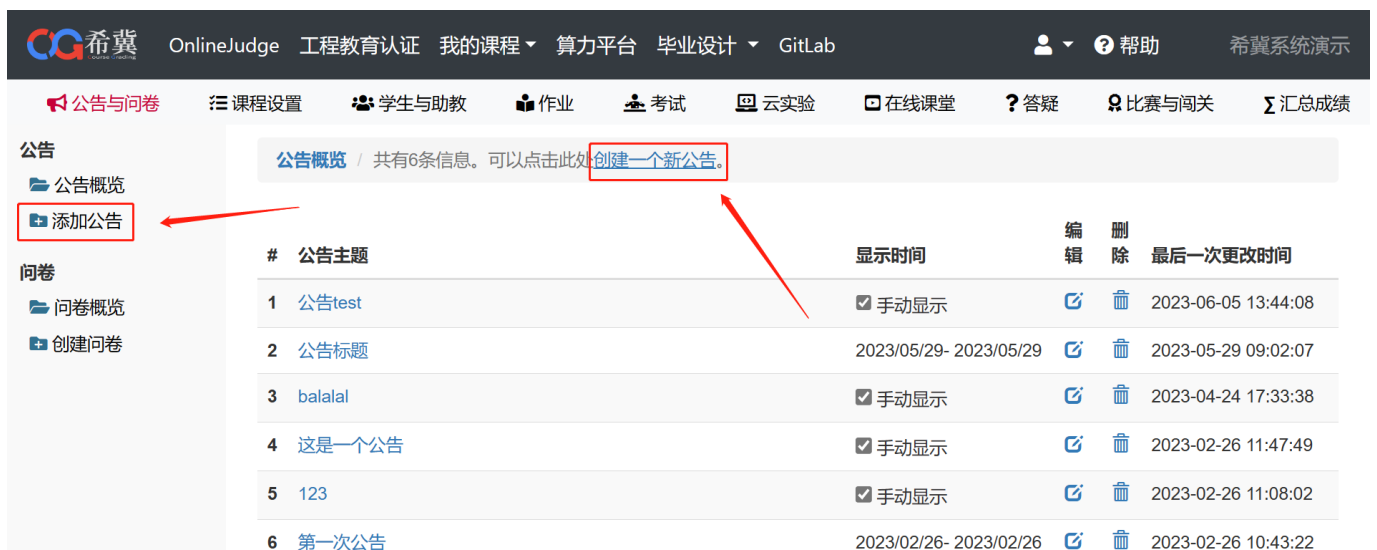 CG希冀 Course Grading OnlineJudge 工程教育认证 我的课程 算力平台 毕业设计 GitLab 帮助 希冀系统演示
公告与问卷 课程设置 学生与助教 作业 考试 云实验 在线课堂 答疑 比赛与闯关 汇总成绩
公告
公告概览
添加公告
问卷
问卷概览
创建问卷
公告概览 / 共有6条信息。可以点击此处创建一个新公告。
# 公告主题 显示时间 编辑 删除 最后一次更改时间
1 公告test 手动显示 2023-06-05 13:44:08
2 公告标题 2023/05/29- 2023/05/29 2023-05-29 09:02:07
3 balalal 手动显示 2023-04-24 17:33:38
4 这是一个公告 手动显示 2023-02-26 11:47:49
5 123 手动显示 2023-02-26 11:08:02
6 第一次公告 2023/02/26- 2023/02/26 2023-02-26 10:43:22